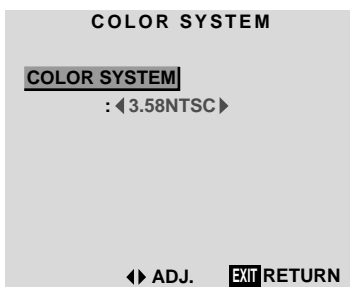 COLOR SYSTEM
COLOR SYSTEM
: ◀3.58NTSC▶
◀▶ ADJ. EXIT RETURN